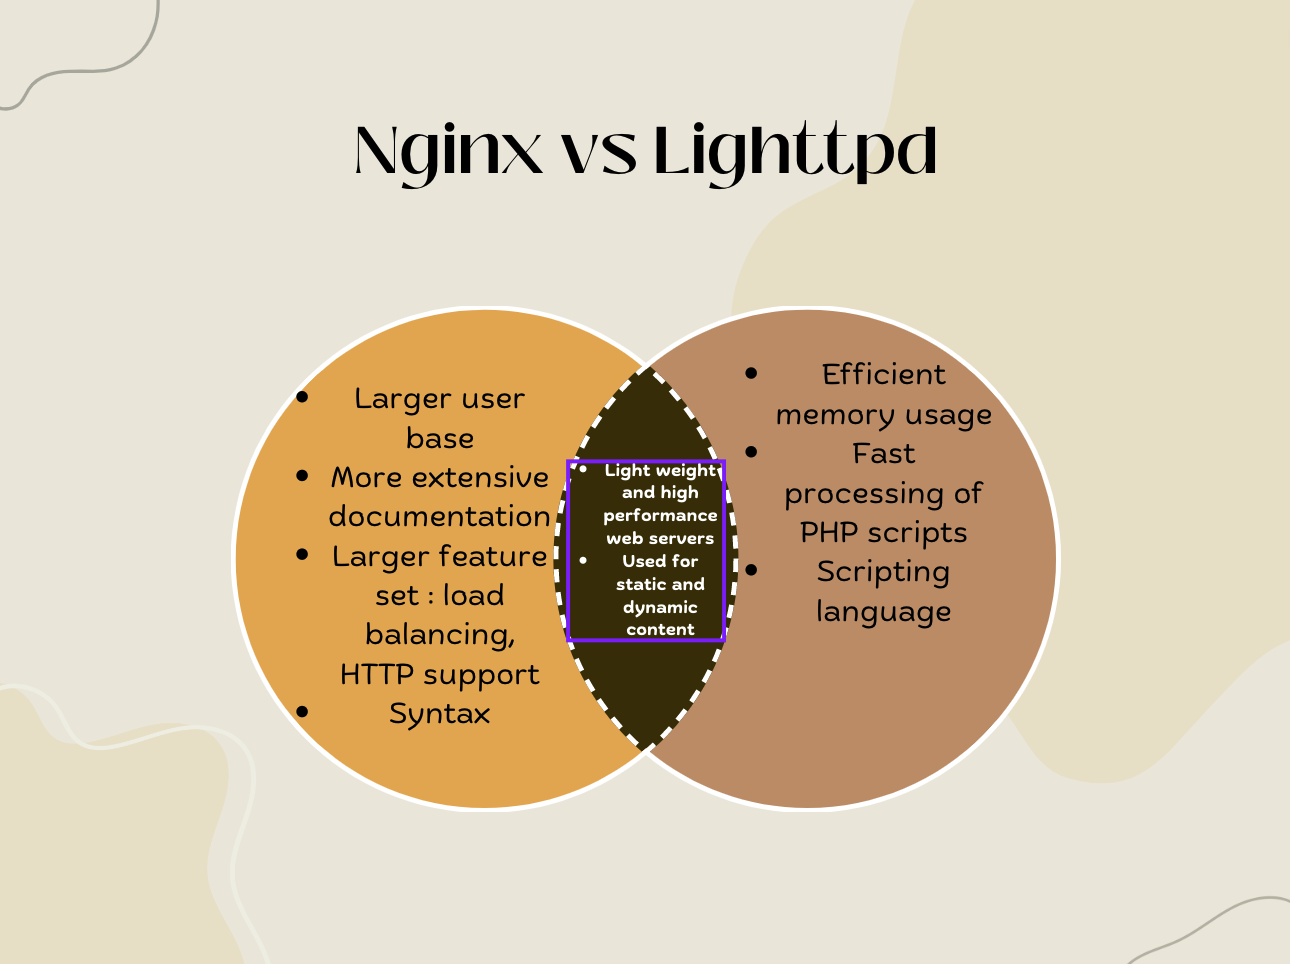 Nginx vs Lighttpd
• Larger user
base
• More extensive
documentation
• Larger feature
set : load
balancing,
HTTP support
• Syntax
• Light weight
and high
performance
web servers
• Used for
static and
dynamic
content
• Efficient
memory usage
• Fast
processing of
PHP scripts
• Scripting
language